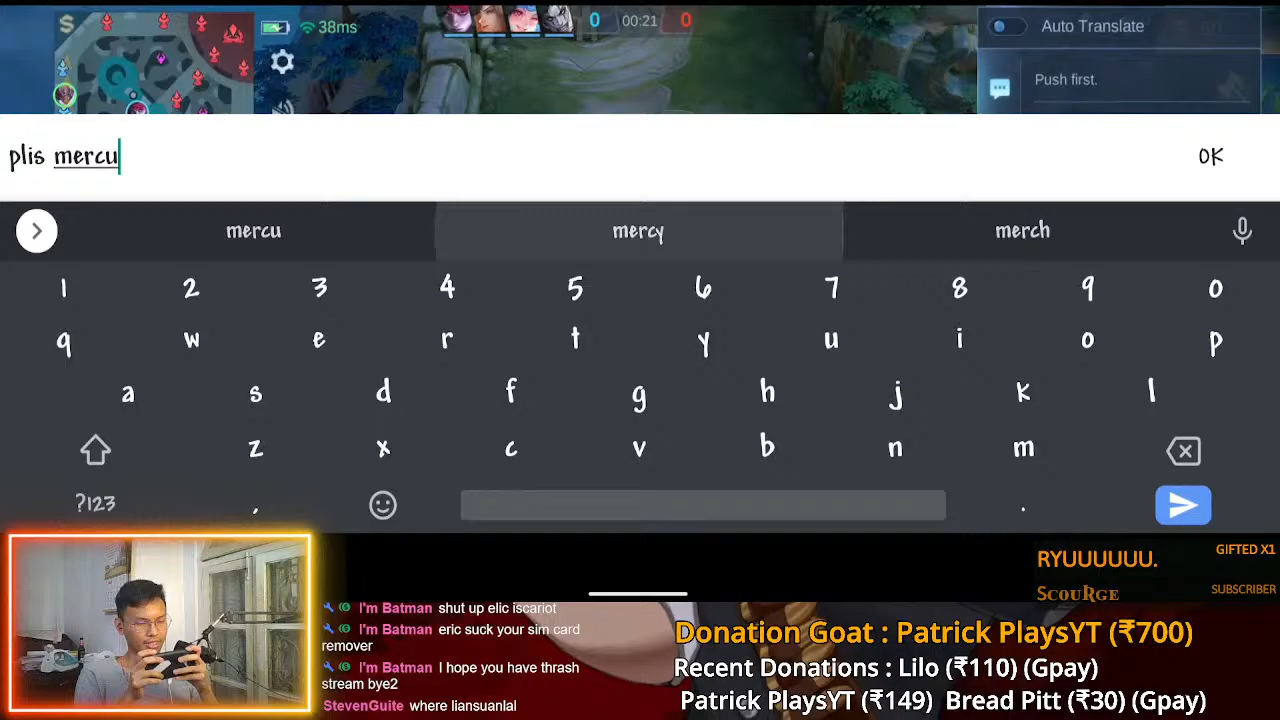 $
38ms
0 00:21 0
Auto Translate
Push first.
plis mercu
OK
mercu mercy merch
1 2 3 4 5 6 7 8 9 0
q w e r t y u i o p
a s d f g h j k l
z x c v b n m
?123 , .
RYUUUUUU.
GIFTED X1
SCOURGE
SUBSCRIBER
I'm Batman shut up elic iscariot
I'm Batman eric suck your sim card
remover
I'm Batman I hope you have thrash
stream bye2
StevenGuite where liansuanlal
Donation Goat : Patrick PlaysYT (₹700)
Recent Donations : Lilo (₹110) (Gpay)
Patrick PlaysYT (₹149) Bread Pitt (₹30) (Gpay)